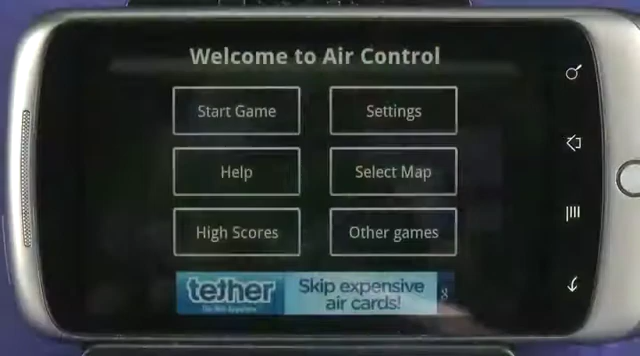 Welcome to Air Control
Start Game
Settings
Help
Select Map
High Scores
Other games
tether
Skip expensive
air cards!